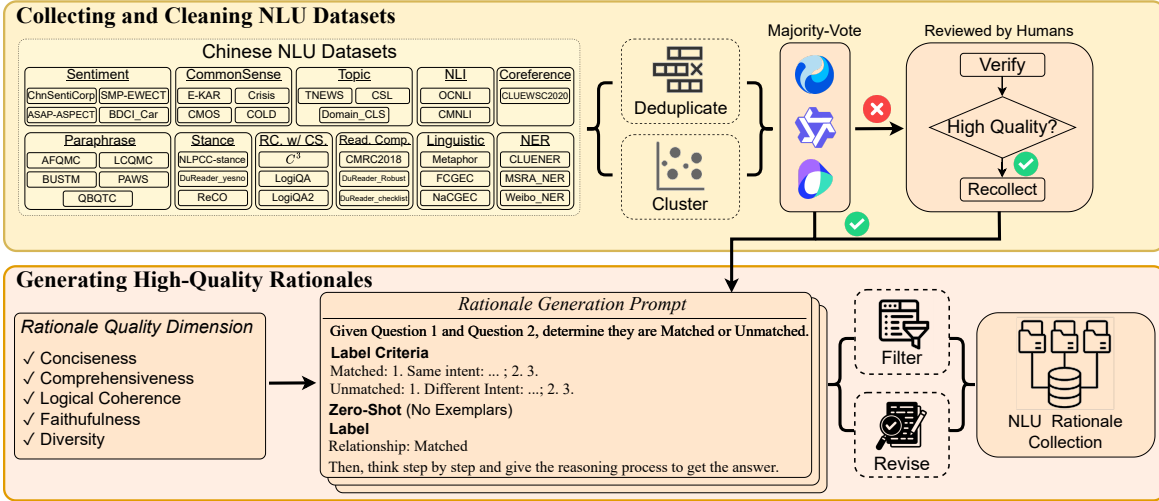 Collecting and Cleaning NLU Datasets
Chinese NLU Datasets
Sentiment
ChnSentiCorp SMP-EWECT
ASAP-ASPECT BDCI_Car
CommonSense
E-KAR Crisis
CMOS COLD
Topic
TNEWS CSL
Domain_CLS
NLI
OCNLI
CMNLI
Coreference
CLUEWSC2020
Paraphrase
AFQMC LCQMC
BUSTM PAWS
QBQTC
Stance
NLPCC-stance
DuReader_yesno
ReCO
RC. w/ CS.
C³
LogiQA
LogiQA2
Read. Comp.
CMRC2018
DuReader_Robust
DuReader_checklist
Linguistic
Metaphor
FCGEC
NaCGEC
NER
CLUENER
MSRA_NER
Weibo_NER
Deduplicate
Cluster
Majority-Vote
Reviewed by Humans
Verify
High Quality?
Recollect
Generating High-Quality Rationales
Rationale Quality Dimension
✓ Conciseness
✓ Comprehensiveness
✓ Logical Coherence
✓ Faithufulness
✓ Diversity
Rationale Generation Prompt
Given Question 1 and Question 2, determine they are Matched or Unmatched.
Label Criteria
Matched: 1. Same intent: ... ; 2. 3.
Unmatched: 1. Different Intent: ...; 2. 3.
Zero-Shot (No Exemplars)
Label
Relationship: Matched
Then, think step by step and give the reasoning process to get the answer.
Filter
Revise
NLU Rationale
Collection